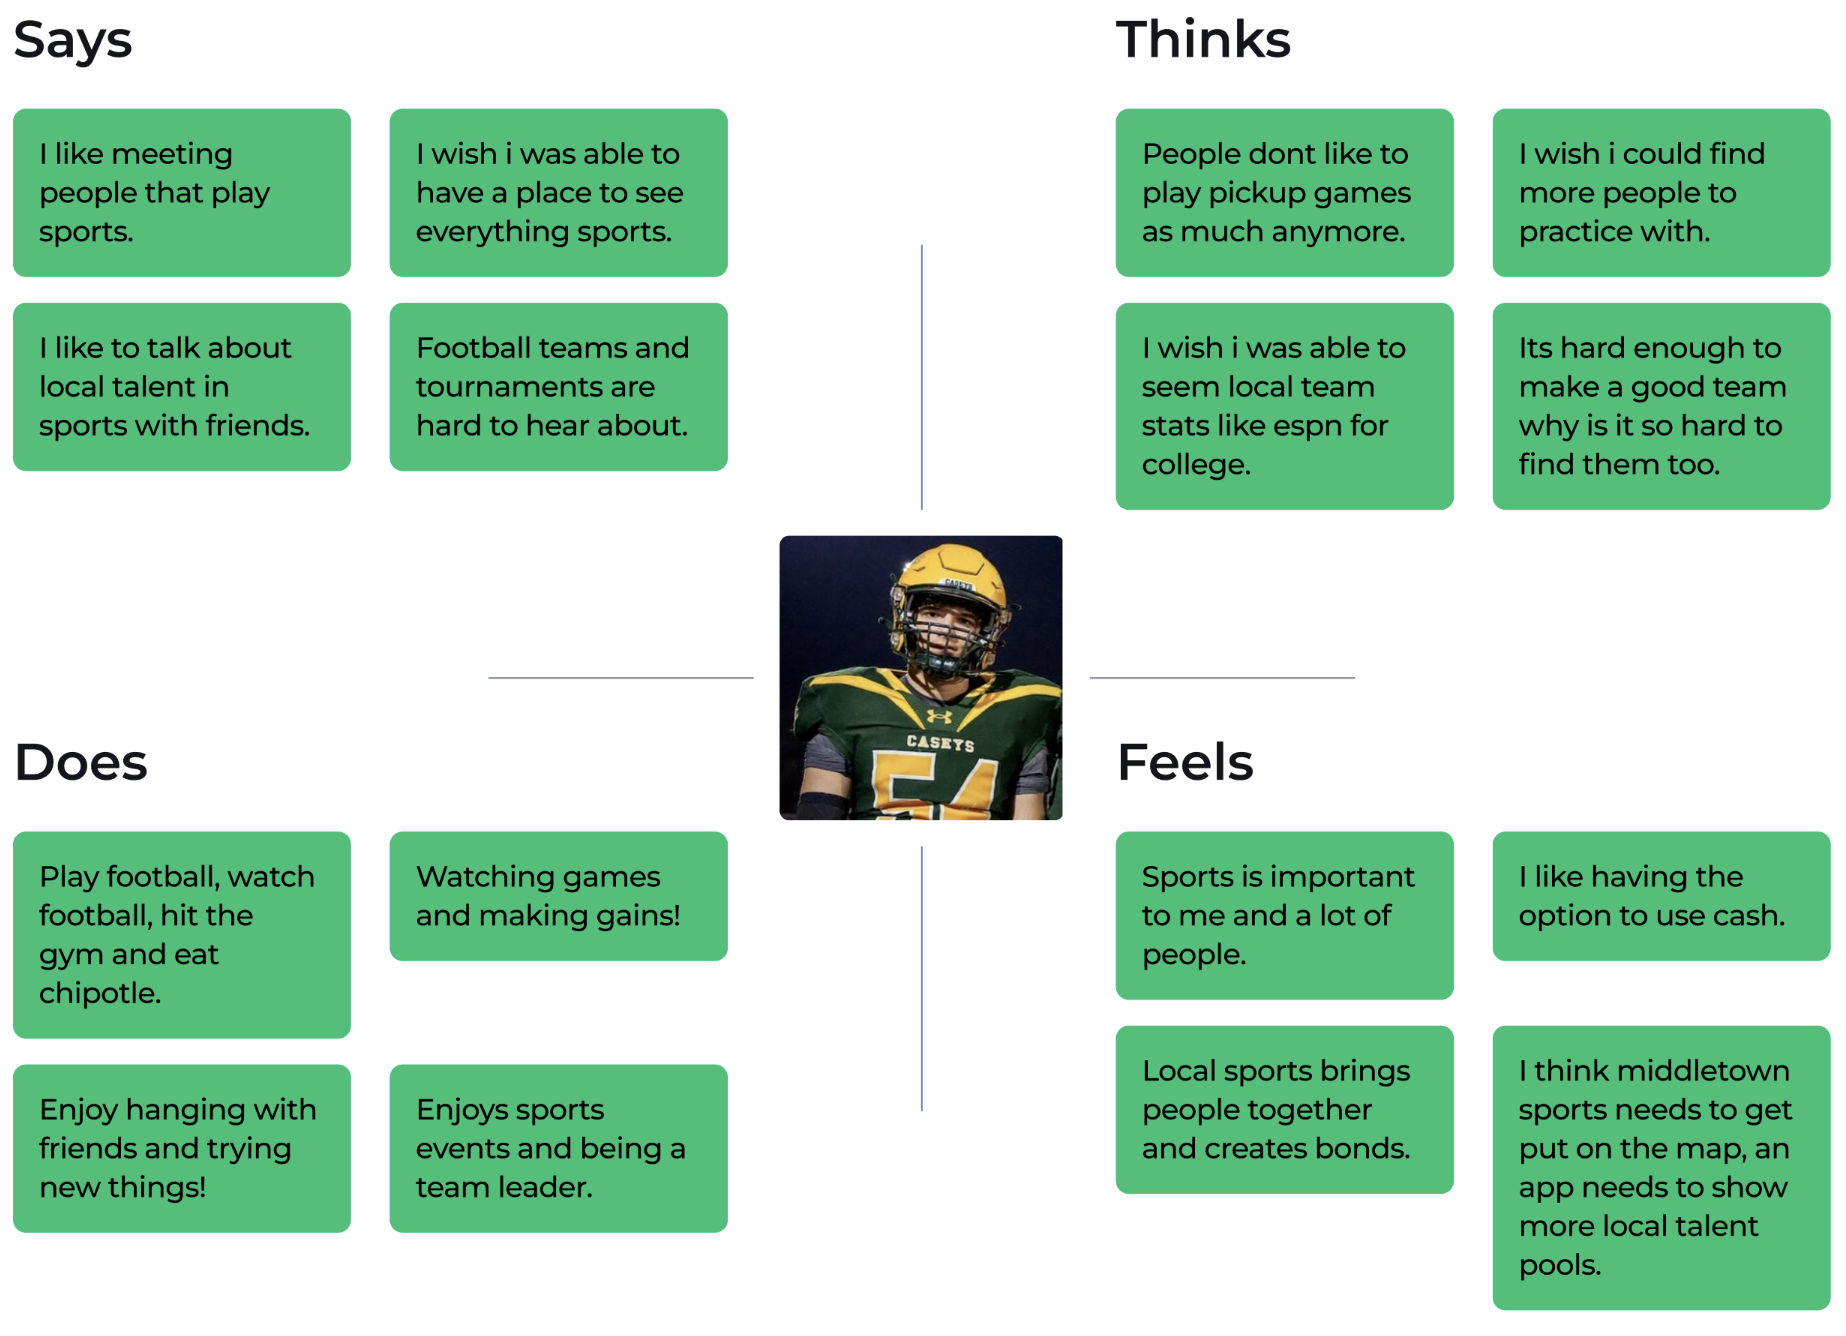 Says
I like meeting
people that play
sports.
I wish i was able to
have a place to see
everything sports.
I like to talk about
local talent in
sports with friends.
Football teams and
tournaments are
hard to hear about.
Thinks
People dont like to
play pickup games
as much anymore.
I wish i could find
more people to
practice with.
I wish i was able to
seem local team
stats like espn for
college.
Its hard enough to
make a good team
why is it so hard to
find them too.
CASEYS
CASEYS
54
Does
Play football, watch
football, hit the
gym and eat
chipotle.
Watching games
and making gains!
Enjoy hanging with
friends and trying
new things!
Enjoys sports
events and being a
team leader.
Feels
Sports is important
to me and a lot of
people.
I like having the
option to use cash.
Local sports brings
people together
and creates bonds.
I think middletown
sports needs to get
put on the map, an
app needs to show
more local talent
pools.